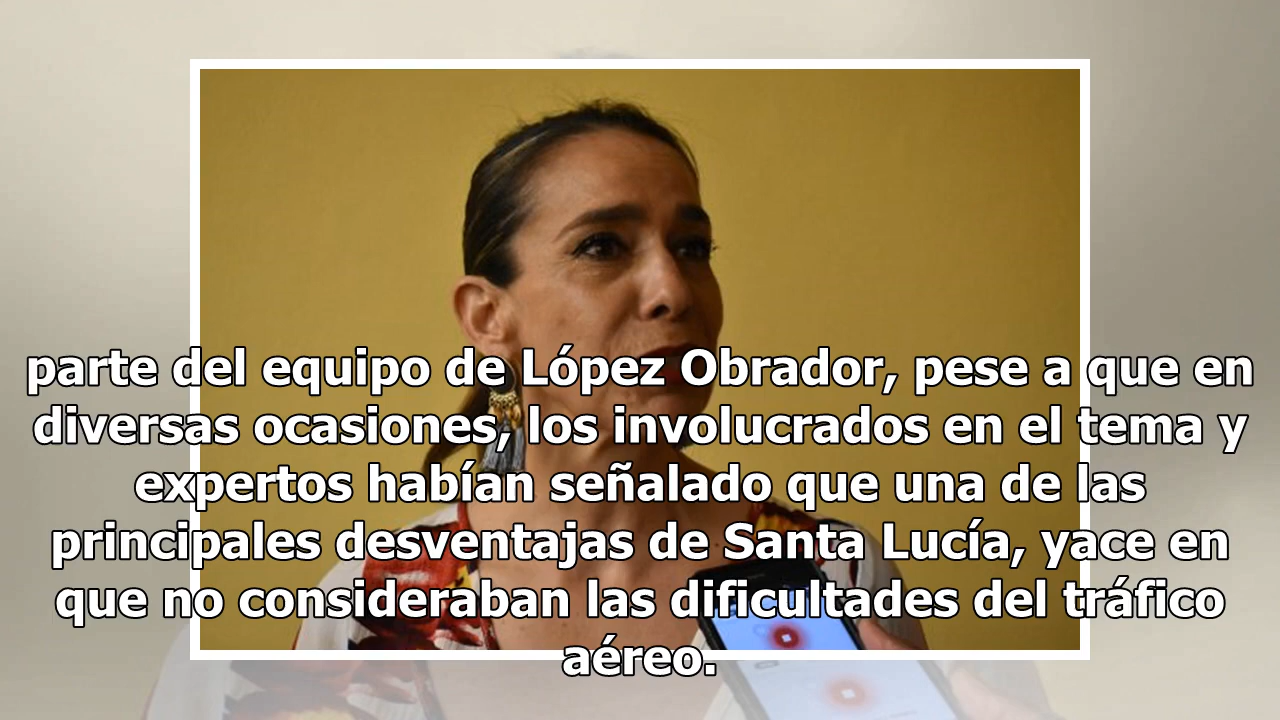 parte del equipo de López Obrador, pese a que en
diversas ocasiones, los involucrados en el tema y
expertos habían señalado que una de las
principales desventajas de Santa Lucía, yace en
que no consideraban las dificultades del tráfico
aéreo.